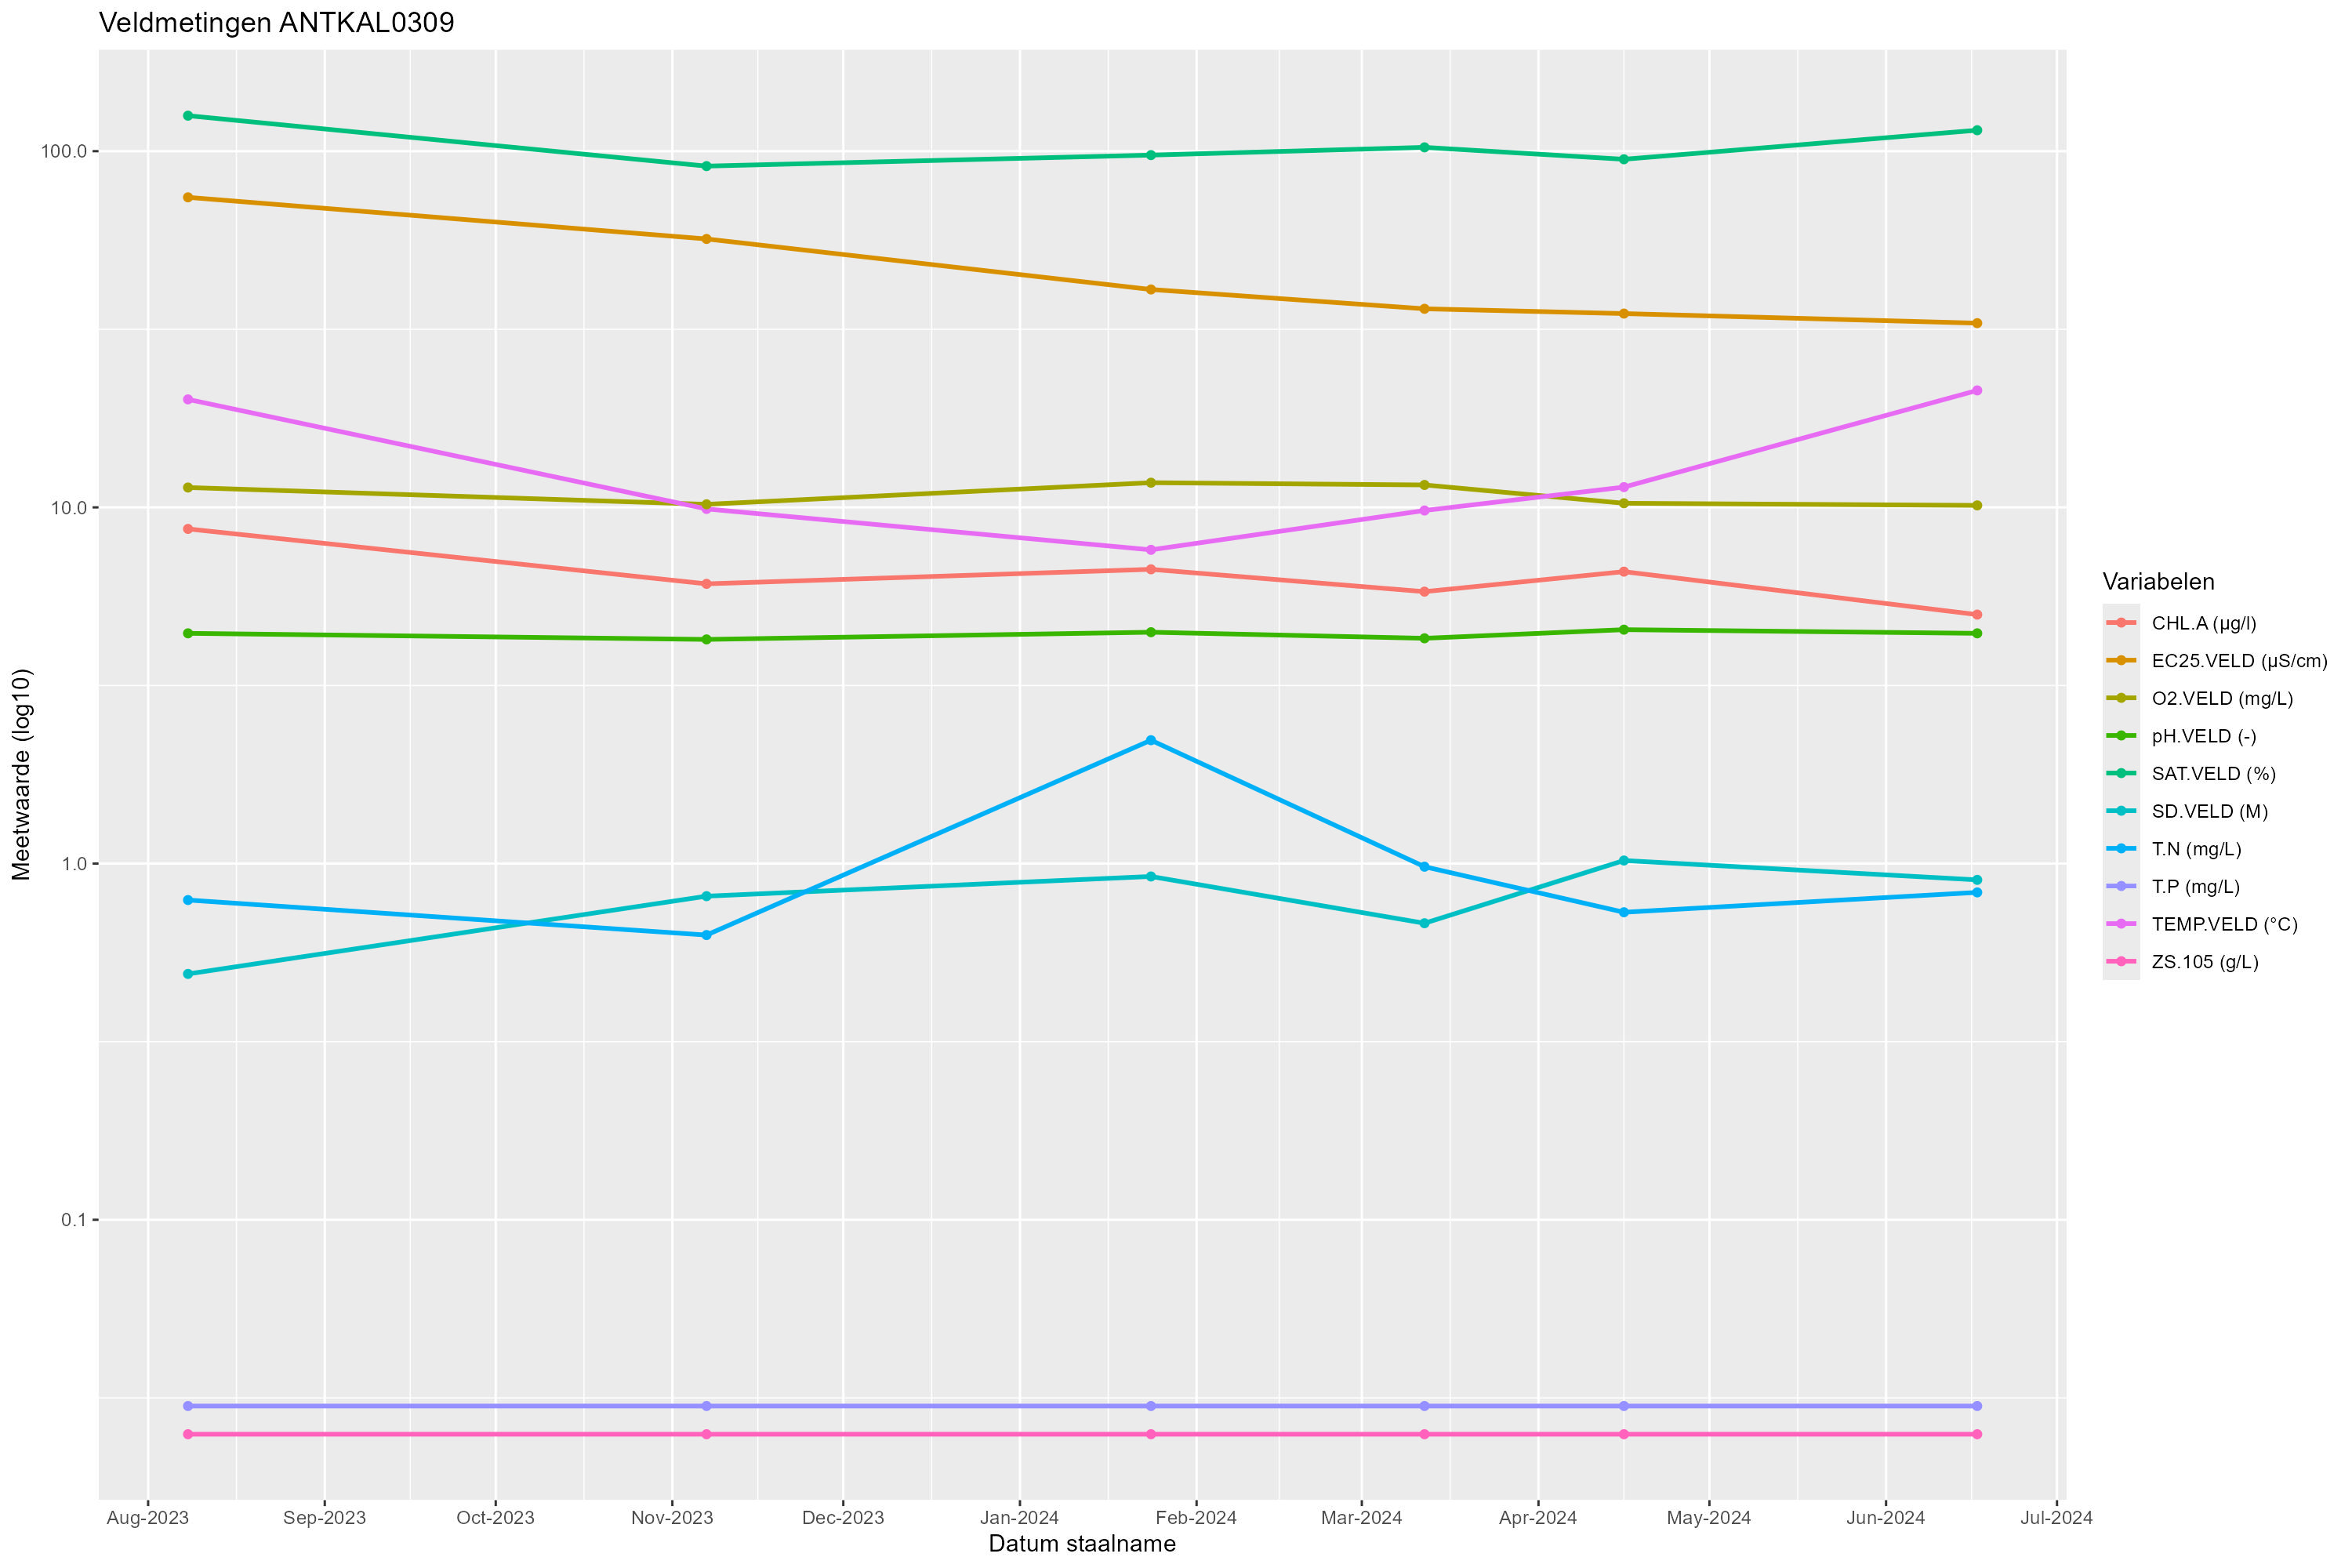 Veldmetingen ANTKAL0309
Meetwaarde (log10)
100.0
10.0
1.0
0.1
Aug-2023
Sep-2023
Oct-2023
Nov-2023
Dec-2023
Jan-2024
Feb-2024
Mar-2024
Apr-2024
May-2024
Jun-2024
Jul-2024
Datum staalname
Variabelen
CHL.A (µg/l)
EC25.VELD (µS/cm)
O2.VELD (mg/L)
pH.VELD (-)
SAT.VELD (%)
SD.VELD (M)
T.N (mg/L)
T.P (mg/L)
TEMP.VELD (°C)
ZS.105 (g/L)